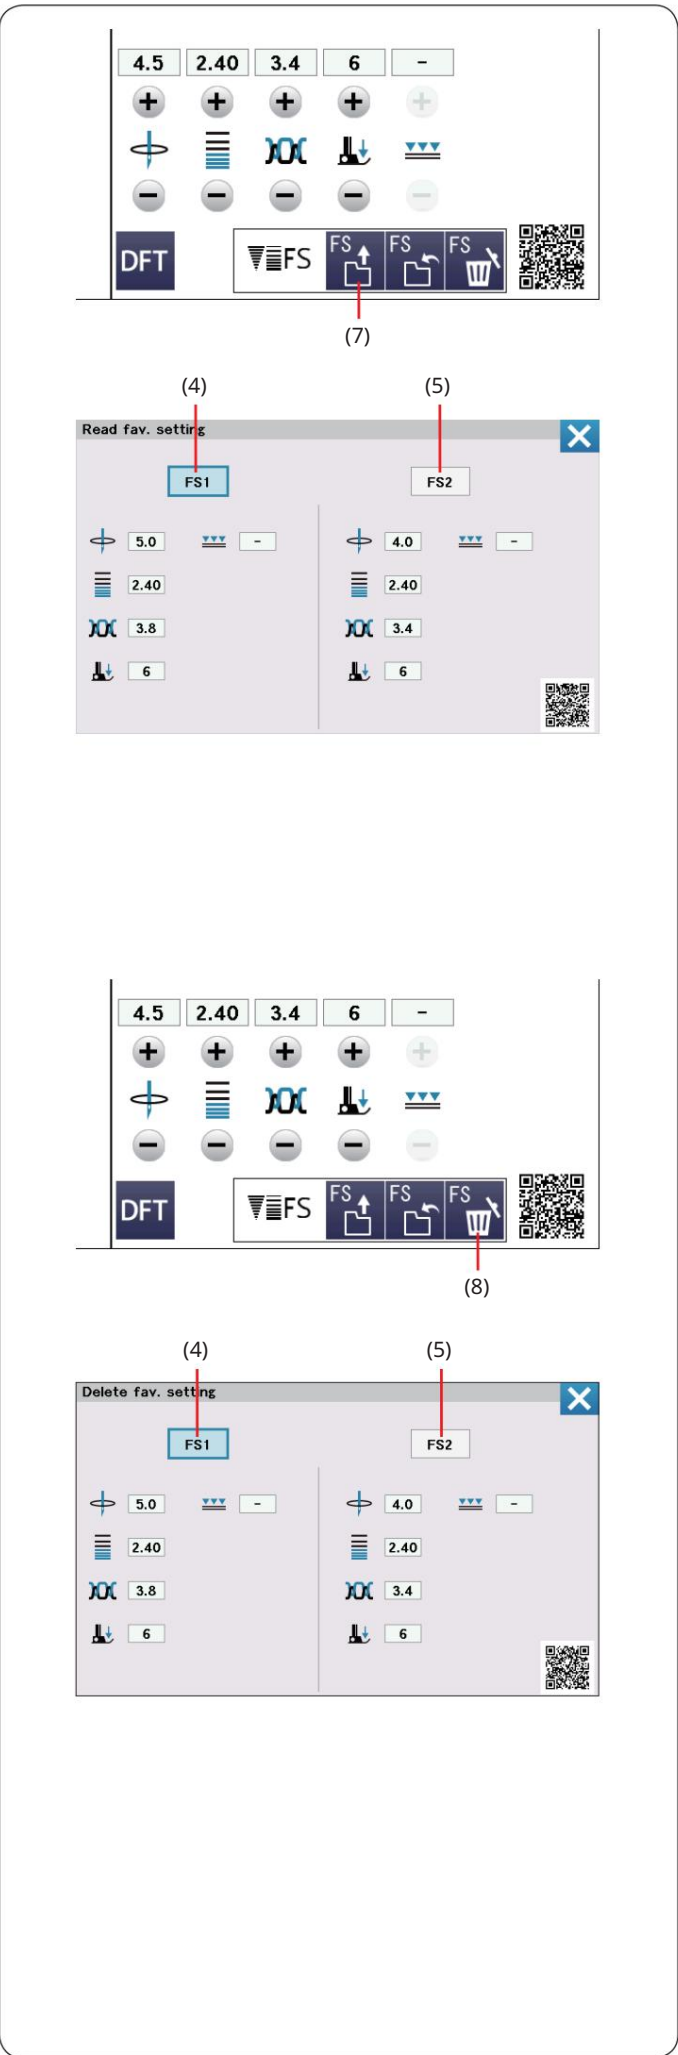 4.5 2.40 3.4 6 -
DFT FS FS FS FS
(7)
(4) (5)
Read fav. setting
FS1 FS2
5.0 - 4.0 -
2.40 2.40
3.8 3.4
6 6
4.5 2.40 3.4 6 -
DFT FS FS FS FS
(8)
(4) (5)
Delete fav. setting
FS1 FS2
5.0 - 4.0 -
2.40 2.40
3.8 3.4
6 6